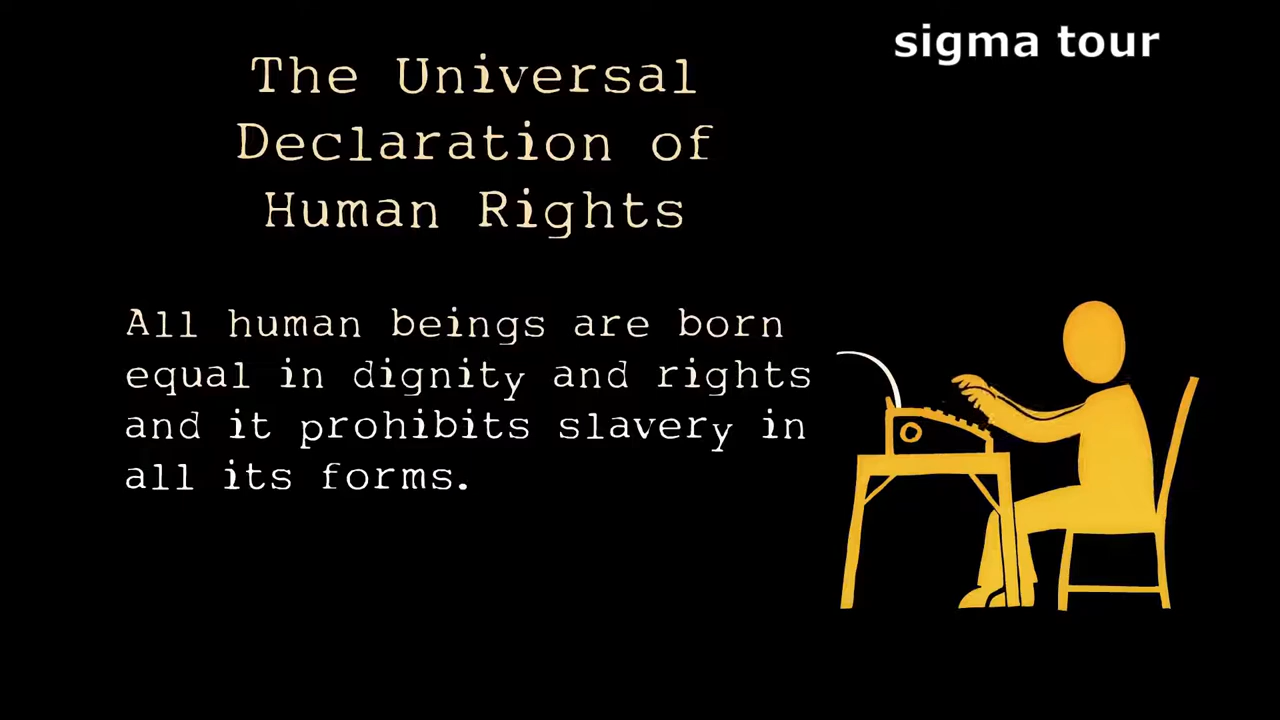 sigma tour
The Universal
Declaration of
Human Rights
All human beings are born
equal in dignity and rights
and it prohibits slavery in
all its forms.